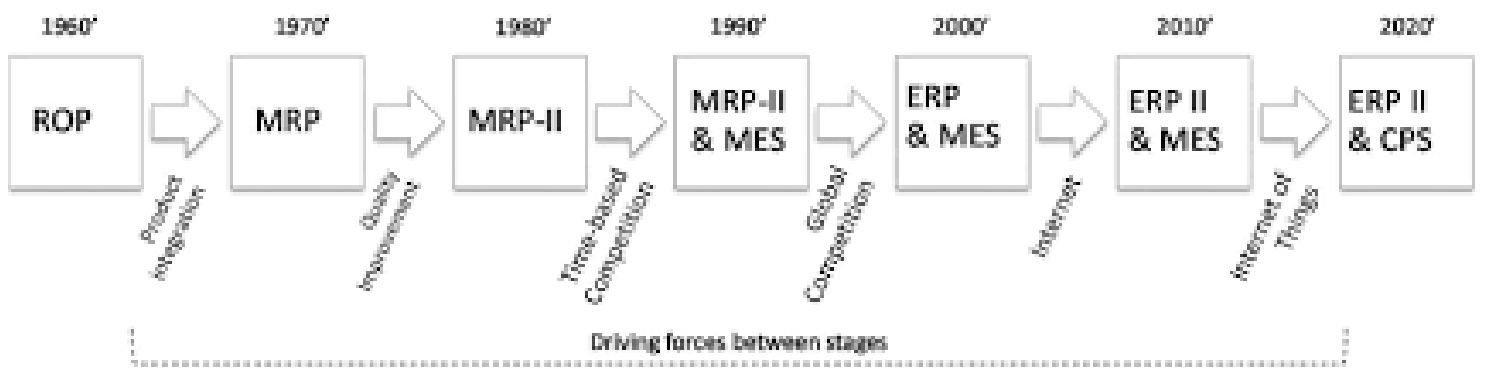 1960' 1970' 1980' 1990' 2000' 2010' 2020'
ROP
MRP
MRP-II
MRP-II
& MES
ERP
& MES
ERP II
& MES
ERP II
& CPS
Product
integration
Quality
improvement
Time-based
Competition
Global
Competition
Internet
Internet of
Things
Driving forces between stages